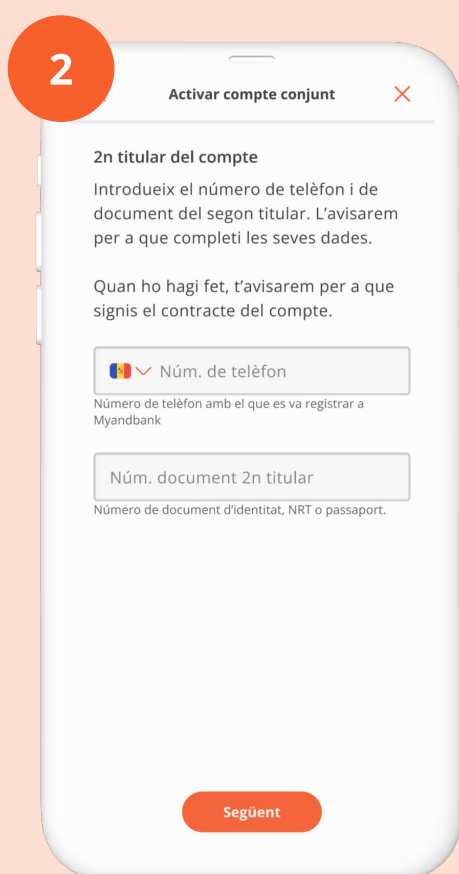 2
Activar compte conjunt
2n titular del compte
Introdueix el número de telèfon i de
document del segon titular. L’avisarem
per a que completi les seves dades.
Quan ho hagi fet, t’avisarem per a que
signis el contracte del compte.
Núm. de telèfon
Número de telèfon amb el que es va registrar a
Myandbank
Núm. document 2n titular
Número de document d’identitat, NRT o passaport.
Següent